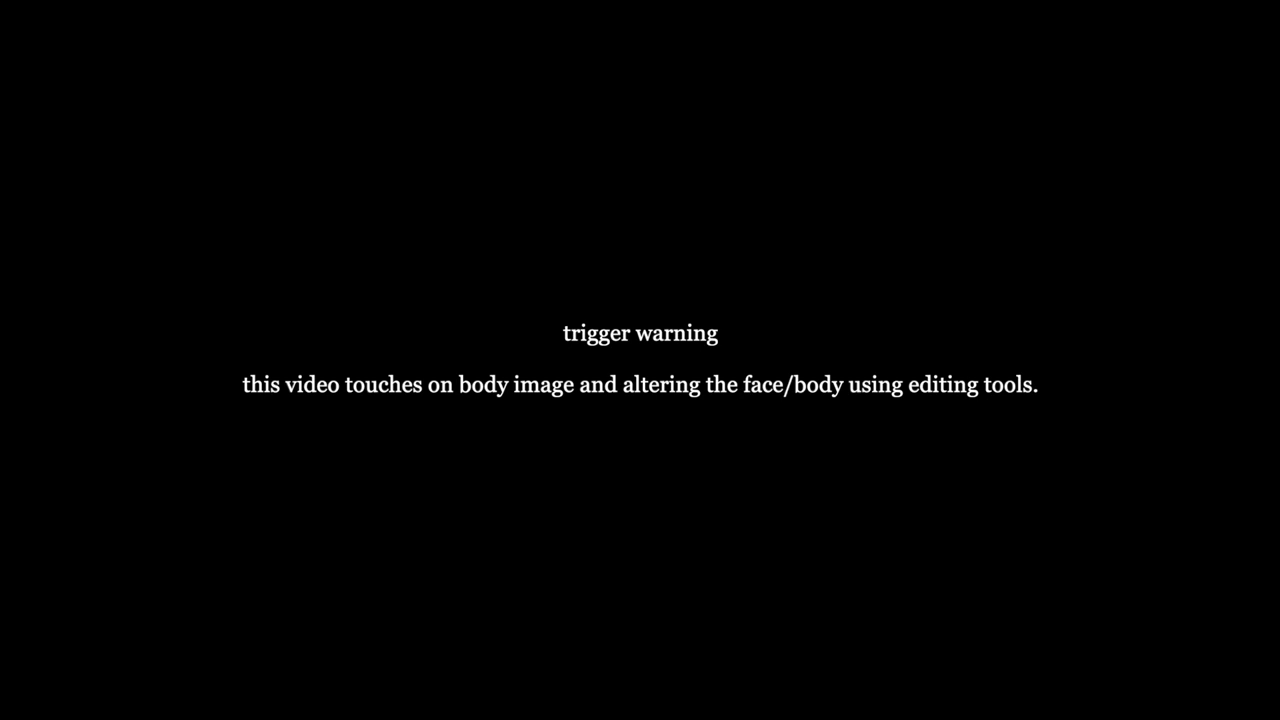 trigger warning
this video touches on body image and altering the face/body using editing tools.